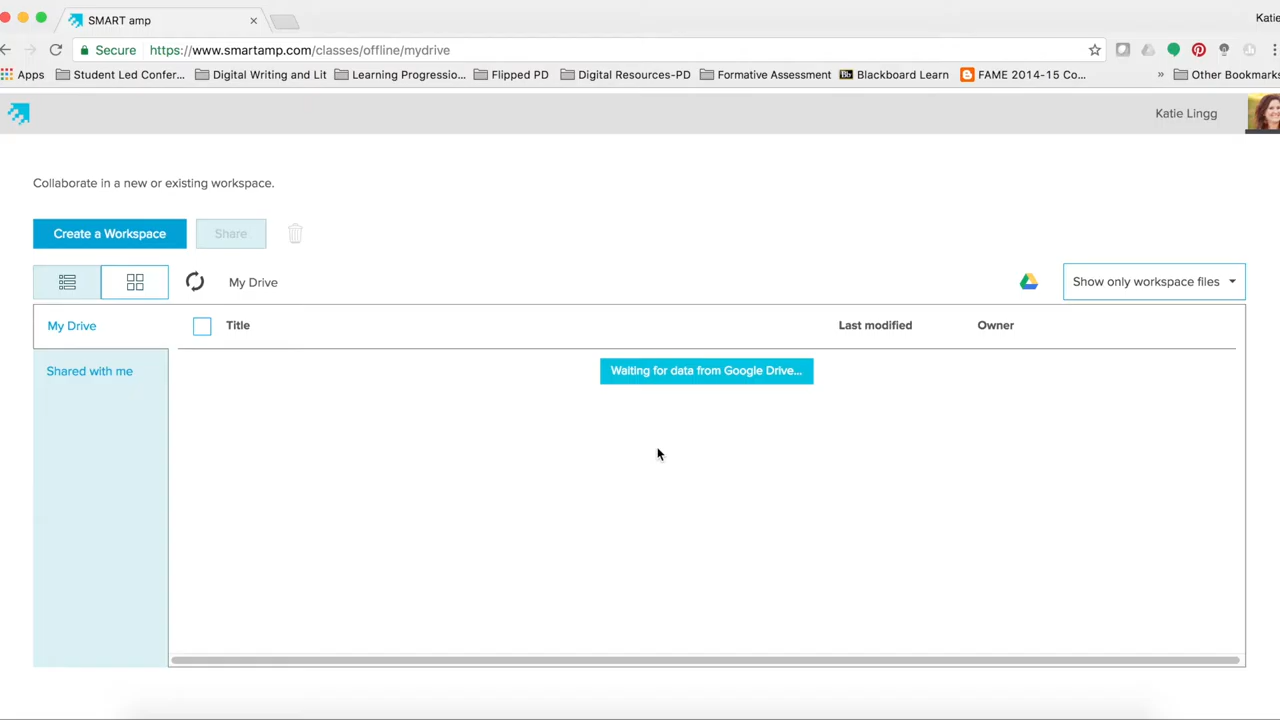 SMART amp
Katie
Secure https://www.smartamp.com/classes/offline/mydrive
Apps Student Led Confer... Digital Writing and Lit Learning Progressio... Flipped PD Digital Resources-PD Formative Assessment Bb Blackboard Learn FAME 2014-15 Co... » Other Bookmarks
Katie Lingg
Collaborate in a new or existing workspace.
Create a Workspace Share
My Drive Show only workspace files
My Drive Title Last modified Owner
Shared with me Waiting for data from Google Drive...